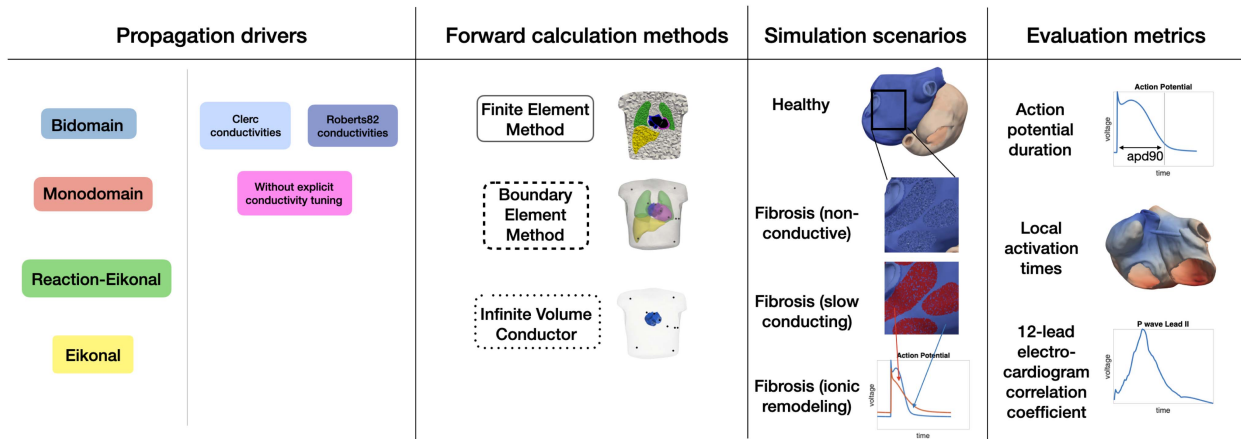 Propagation drivers
Bidomain
Monodomain
Reaction-Eikonal
Eikonal
Clerc
conductivities
Roberts82
conductivities
Without explicit
conductivity tuning
Forward calculation methods
Finite Element
Method
Boundary
Element
Method
Infinite Volume
Conductor
Simulation scenarios
Healthy
Fibrosis (non-
conductive)
Fibrosis (slow
conducting)
Fibrosis (ionic
remodeling)
Action Potential
voltage
time
Evaluation metrics
Action
potential
duration
Action Potential
voltage
apd90
time
Local
activation
times
12-lead
electro-
cardiogram
correlation
coefficient
P wave Lead II
voltage
time